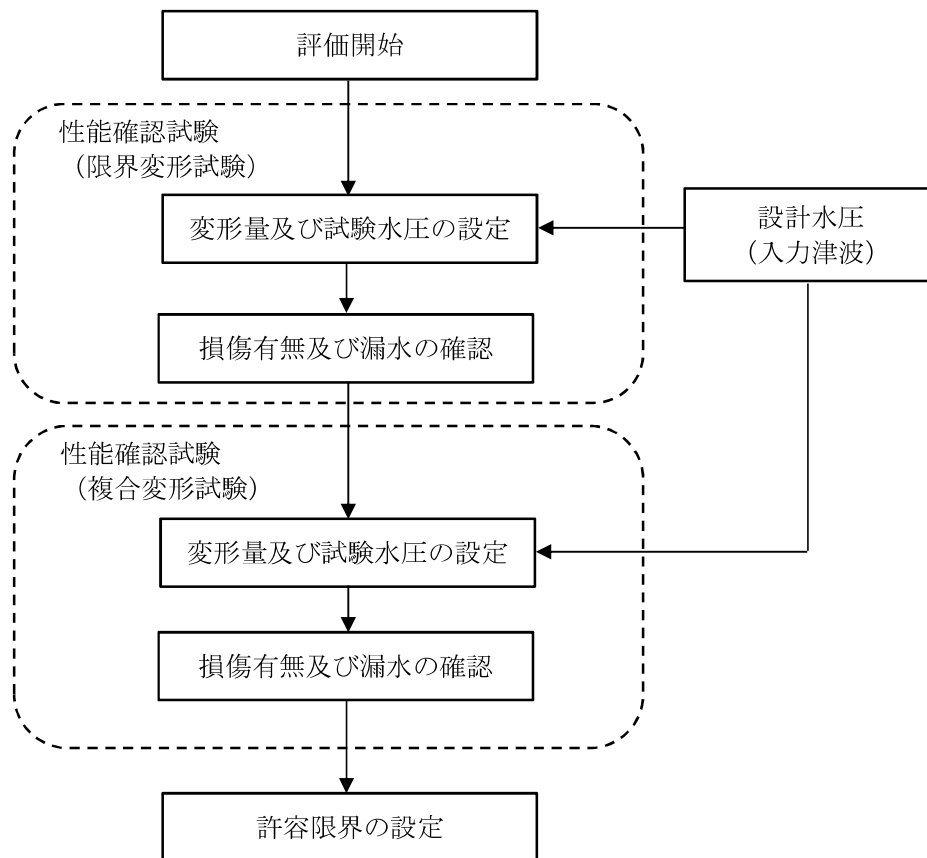 評価開始
性能確認試験
（限界変形試験）
変形量及び試験水圧の設定
設計水圧
（入力津波）
損傷有無及び漏水の確認
性能確認試験
（複合変形試験）
変形量及び試験水圧の設定
損傷有無及び漏水の確認
許容限界の設定